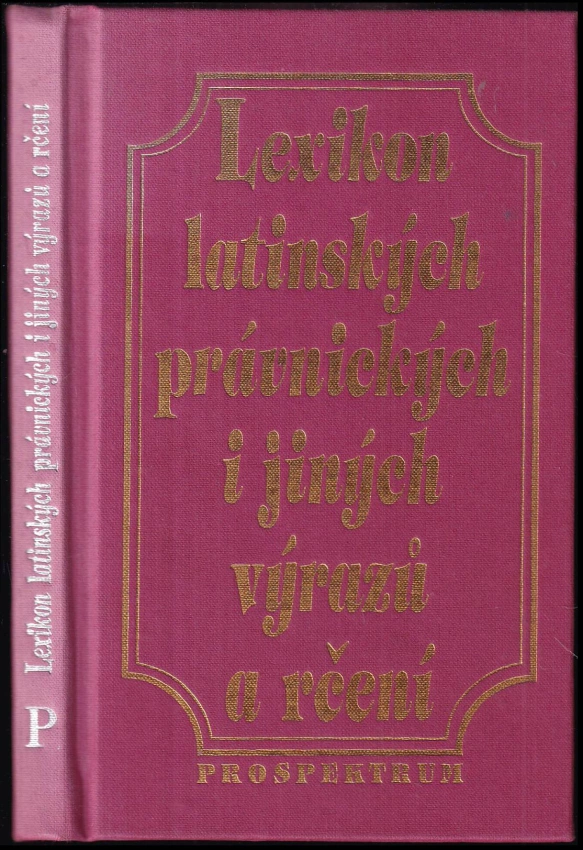 Lexikon
latinských
právnických
i jiných
výrazů
a rčení
PROSPEKTRUM
Lexikon latinských právnických i jiných výrazů a rčení
P